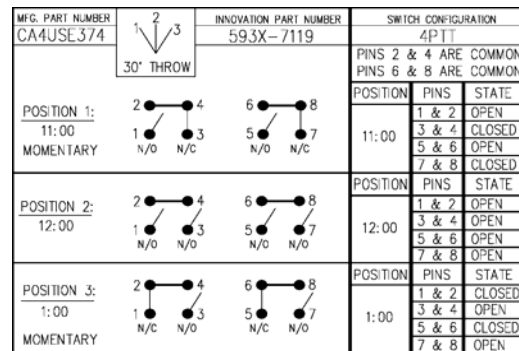 MFG. PART NUMBER
CA4USE374
1 2 3
30° THROW
INNOVATION PART NUMBER
593X-7119
SWITCH CONFIGURATION
4PTT
PINS 2 & 4 ARE COMMON
PINS 6 & 8 ARE COMMON
POSITION 1:
11:00
MOMENTARY
2 4 6 8
1 3 5 7
N/O N/C N/O N/C
POSITION PINS STATE
11:00
1 & 2 OPEN
3 & 4 CLOSED
5 & 6 OPEN
7 & 8 CLOSED
POSITION 2:
12:00
2 4 6 8
1 3 5 7
N/O N/O N/O N/O
POSITION PINS STATE
12:00
1 & 2 OPEN
3 & 4 OPEN
5 & 6 OPEN
7 & 8 OPEN
POSITION 3:
1:00
MOMENTARY
2 4 6 8
1 3 5 7
N/C N/O N/C N/O
POSITION PINS STATE
1:00
1 & 2 CLOSED
3 & 4 OPEN
5 & 6 CLOSED
7 & 8 OPEN